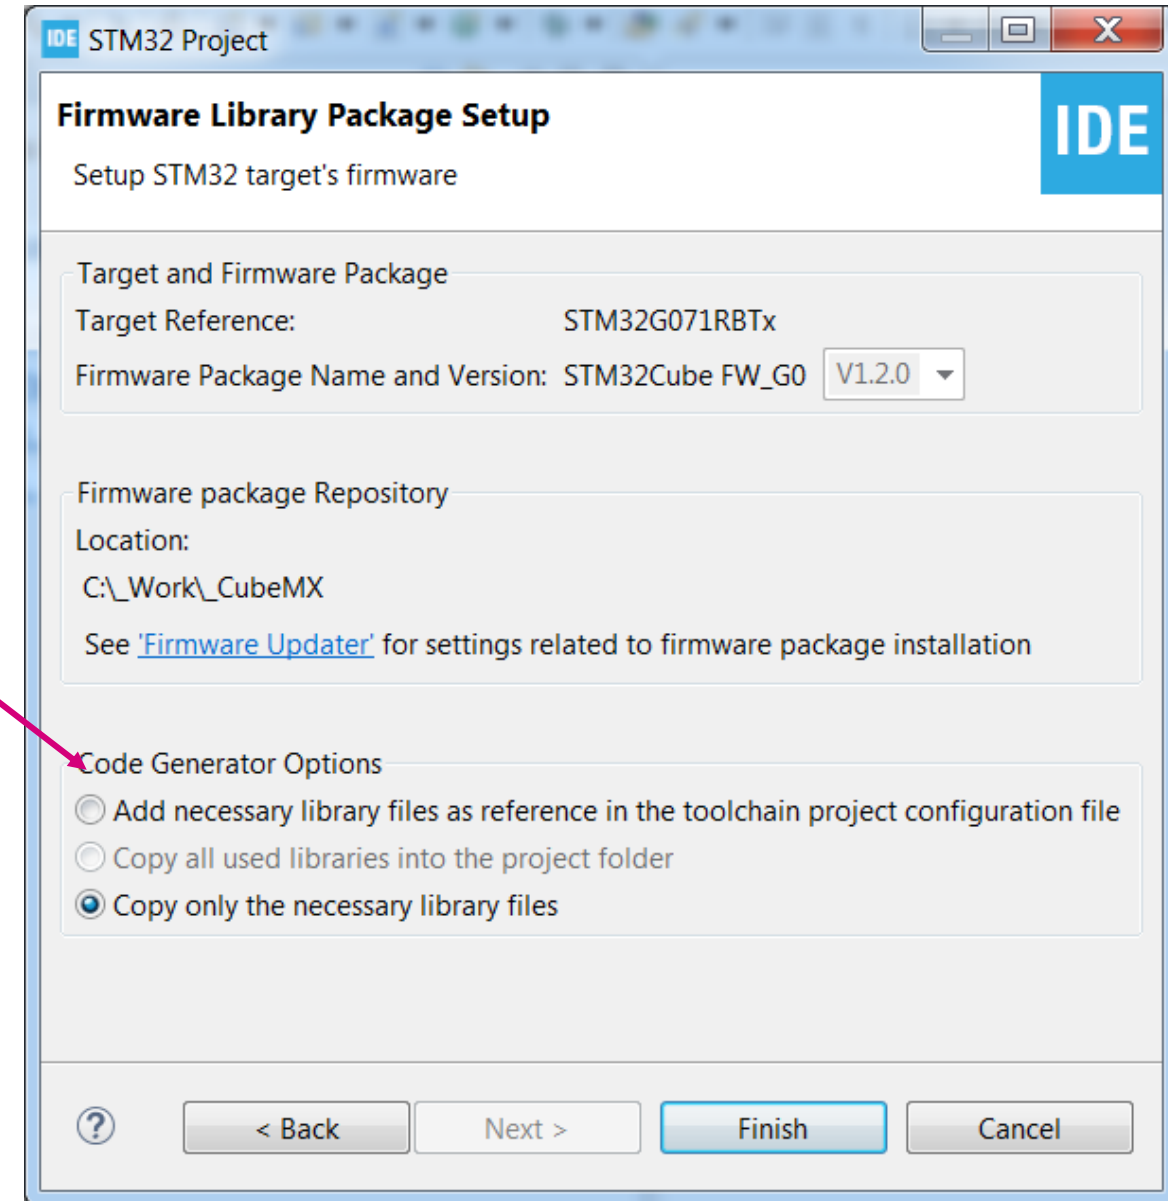 IDE STM32 Project
Firmware Library Package Setup
IDE
Setup STM32 target's firmware
Target and Firmware Package
Target Reference: STM32G071RBTx
Firmware Package Name and Version: STM32Cube FW_G0 V1.2.0
Firmware package Repository
Location:
C:\_Work\_CubeMX
See 'Firmware Updater' for settings related to firmware package installation
Code Generator Options
Add necessary library files as reference in the toolchain project configuration file
Copy all used libraries into the project folder
Copy only the necessary library files
? < Back Next > Finish Cancel